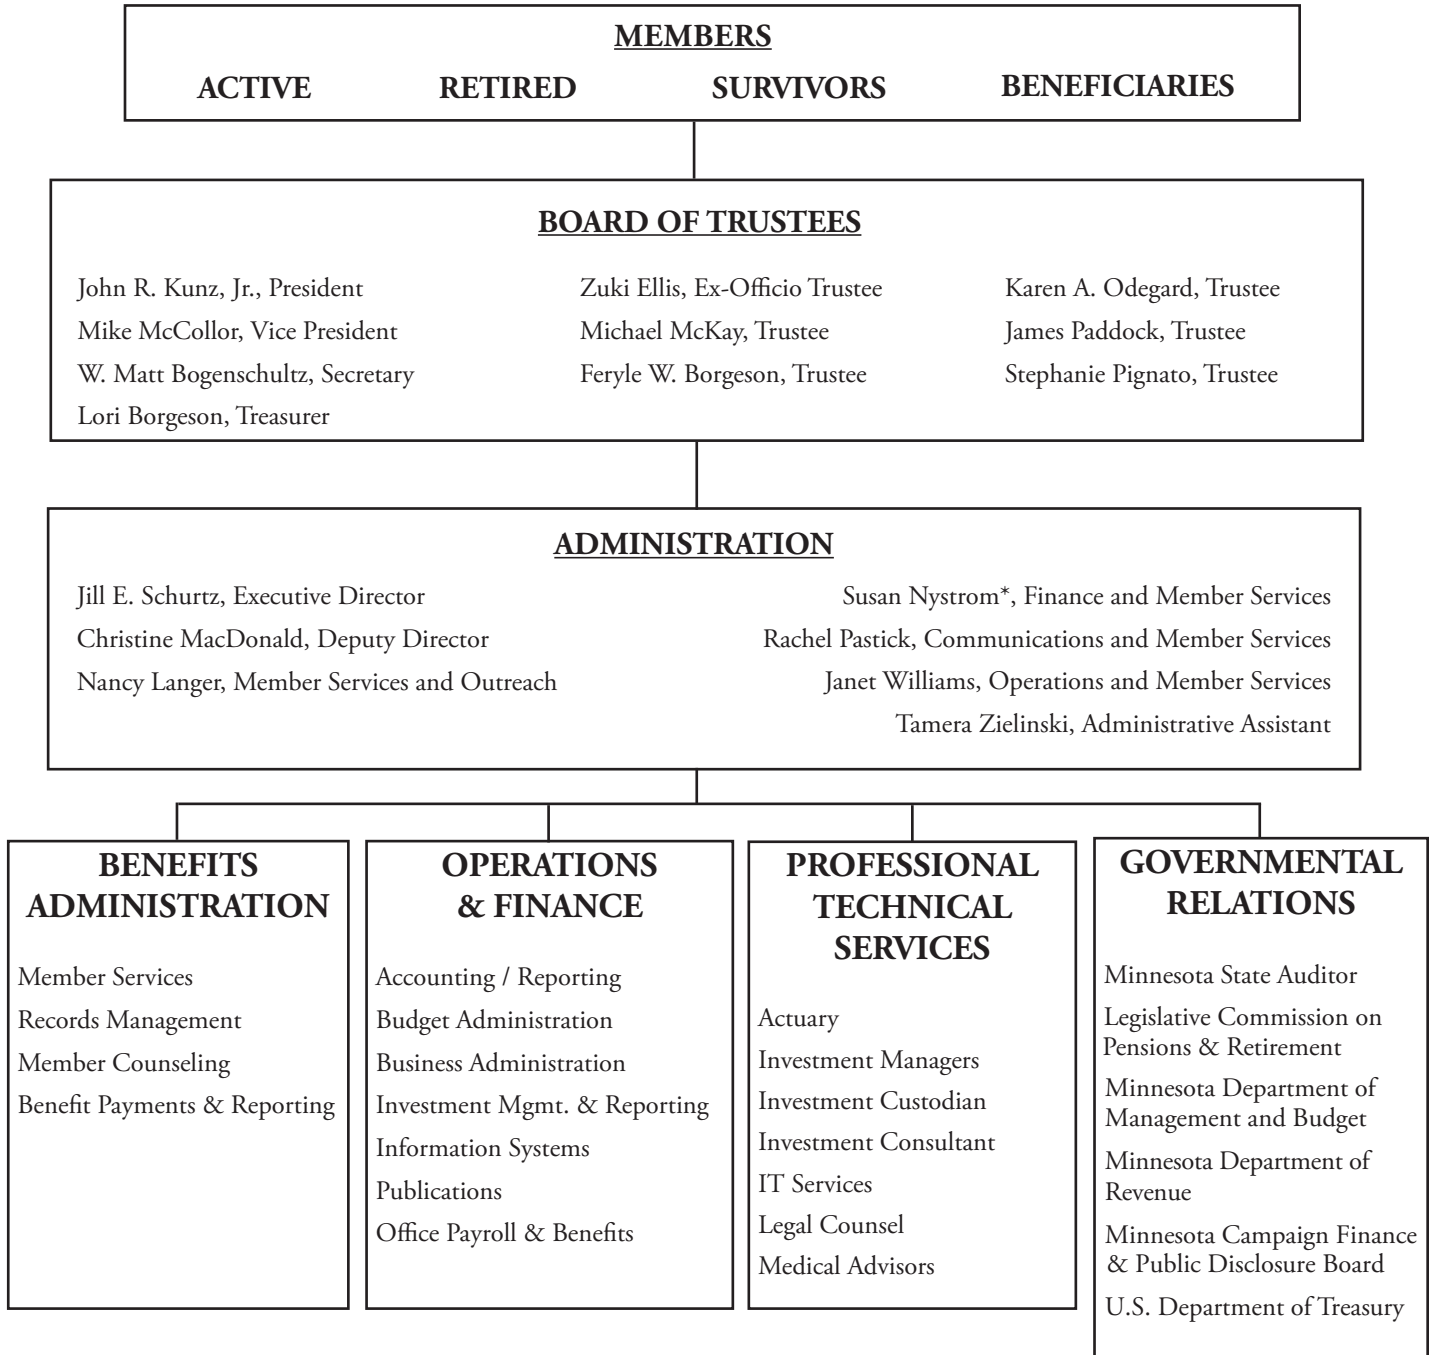 MEMBERS
ACTIVE RETIRED SURVIVORS BENEFICIARIES
BOARD OF TRUSTEES
John R. Kunz, Jr., President
Mike McCollor, Vice President
W. Matt Bogenschultz, Secretary
Lori Borgeson, Treasurer
Zuki Ellis, Ex-Officio Trustee
Michael McKay, Trustee
Feryle W. Borgeson, Trustee
Karen A. Odegard, Trustee
James Paddock, Trustee
Stephanie Pignato, Trustee
ADMINISTRATION
Jill E. Schurtz, Executive Director
Christine MacDonald, Deputy Director
Nancy Langer, Member Services and Outreach
Susan Nystrom*, Finance and Member Services
Rachel Pastick, Communications and Member Services
Janet Williams, Operations and Member Services
Tamera Zielinski, Administrative Assistant
BENEFITS
ADMINISTRATION
Member Services
Records Management
Member Counseling
Benefit Payments & Reporting
OPERATIONS
& FINANCE
Accounting / Reporting
Budget Administration
Business Administration
Investment Mgmt. & Reporting
Information Systems
Publications
Office Payroll & Benefits
PROFESSIONAL
TECHNICAL
SERVICES
Actuary
Investment Managers
Investment Custodian
Investment Consultant
IT Services
Legal Counsel
Medical Advisors
GOVERNMENTAL
RELATIONS
Minnesota State Auditor
Legislative Commission on
Pensions & Retirement
Minnesota Department of
Management and Budget
Minnesota Department of
Revenue
Minnesota Campaign Finance
& Public Disclosure Board
U.S. Department of Treasury